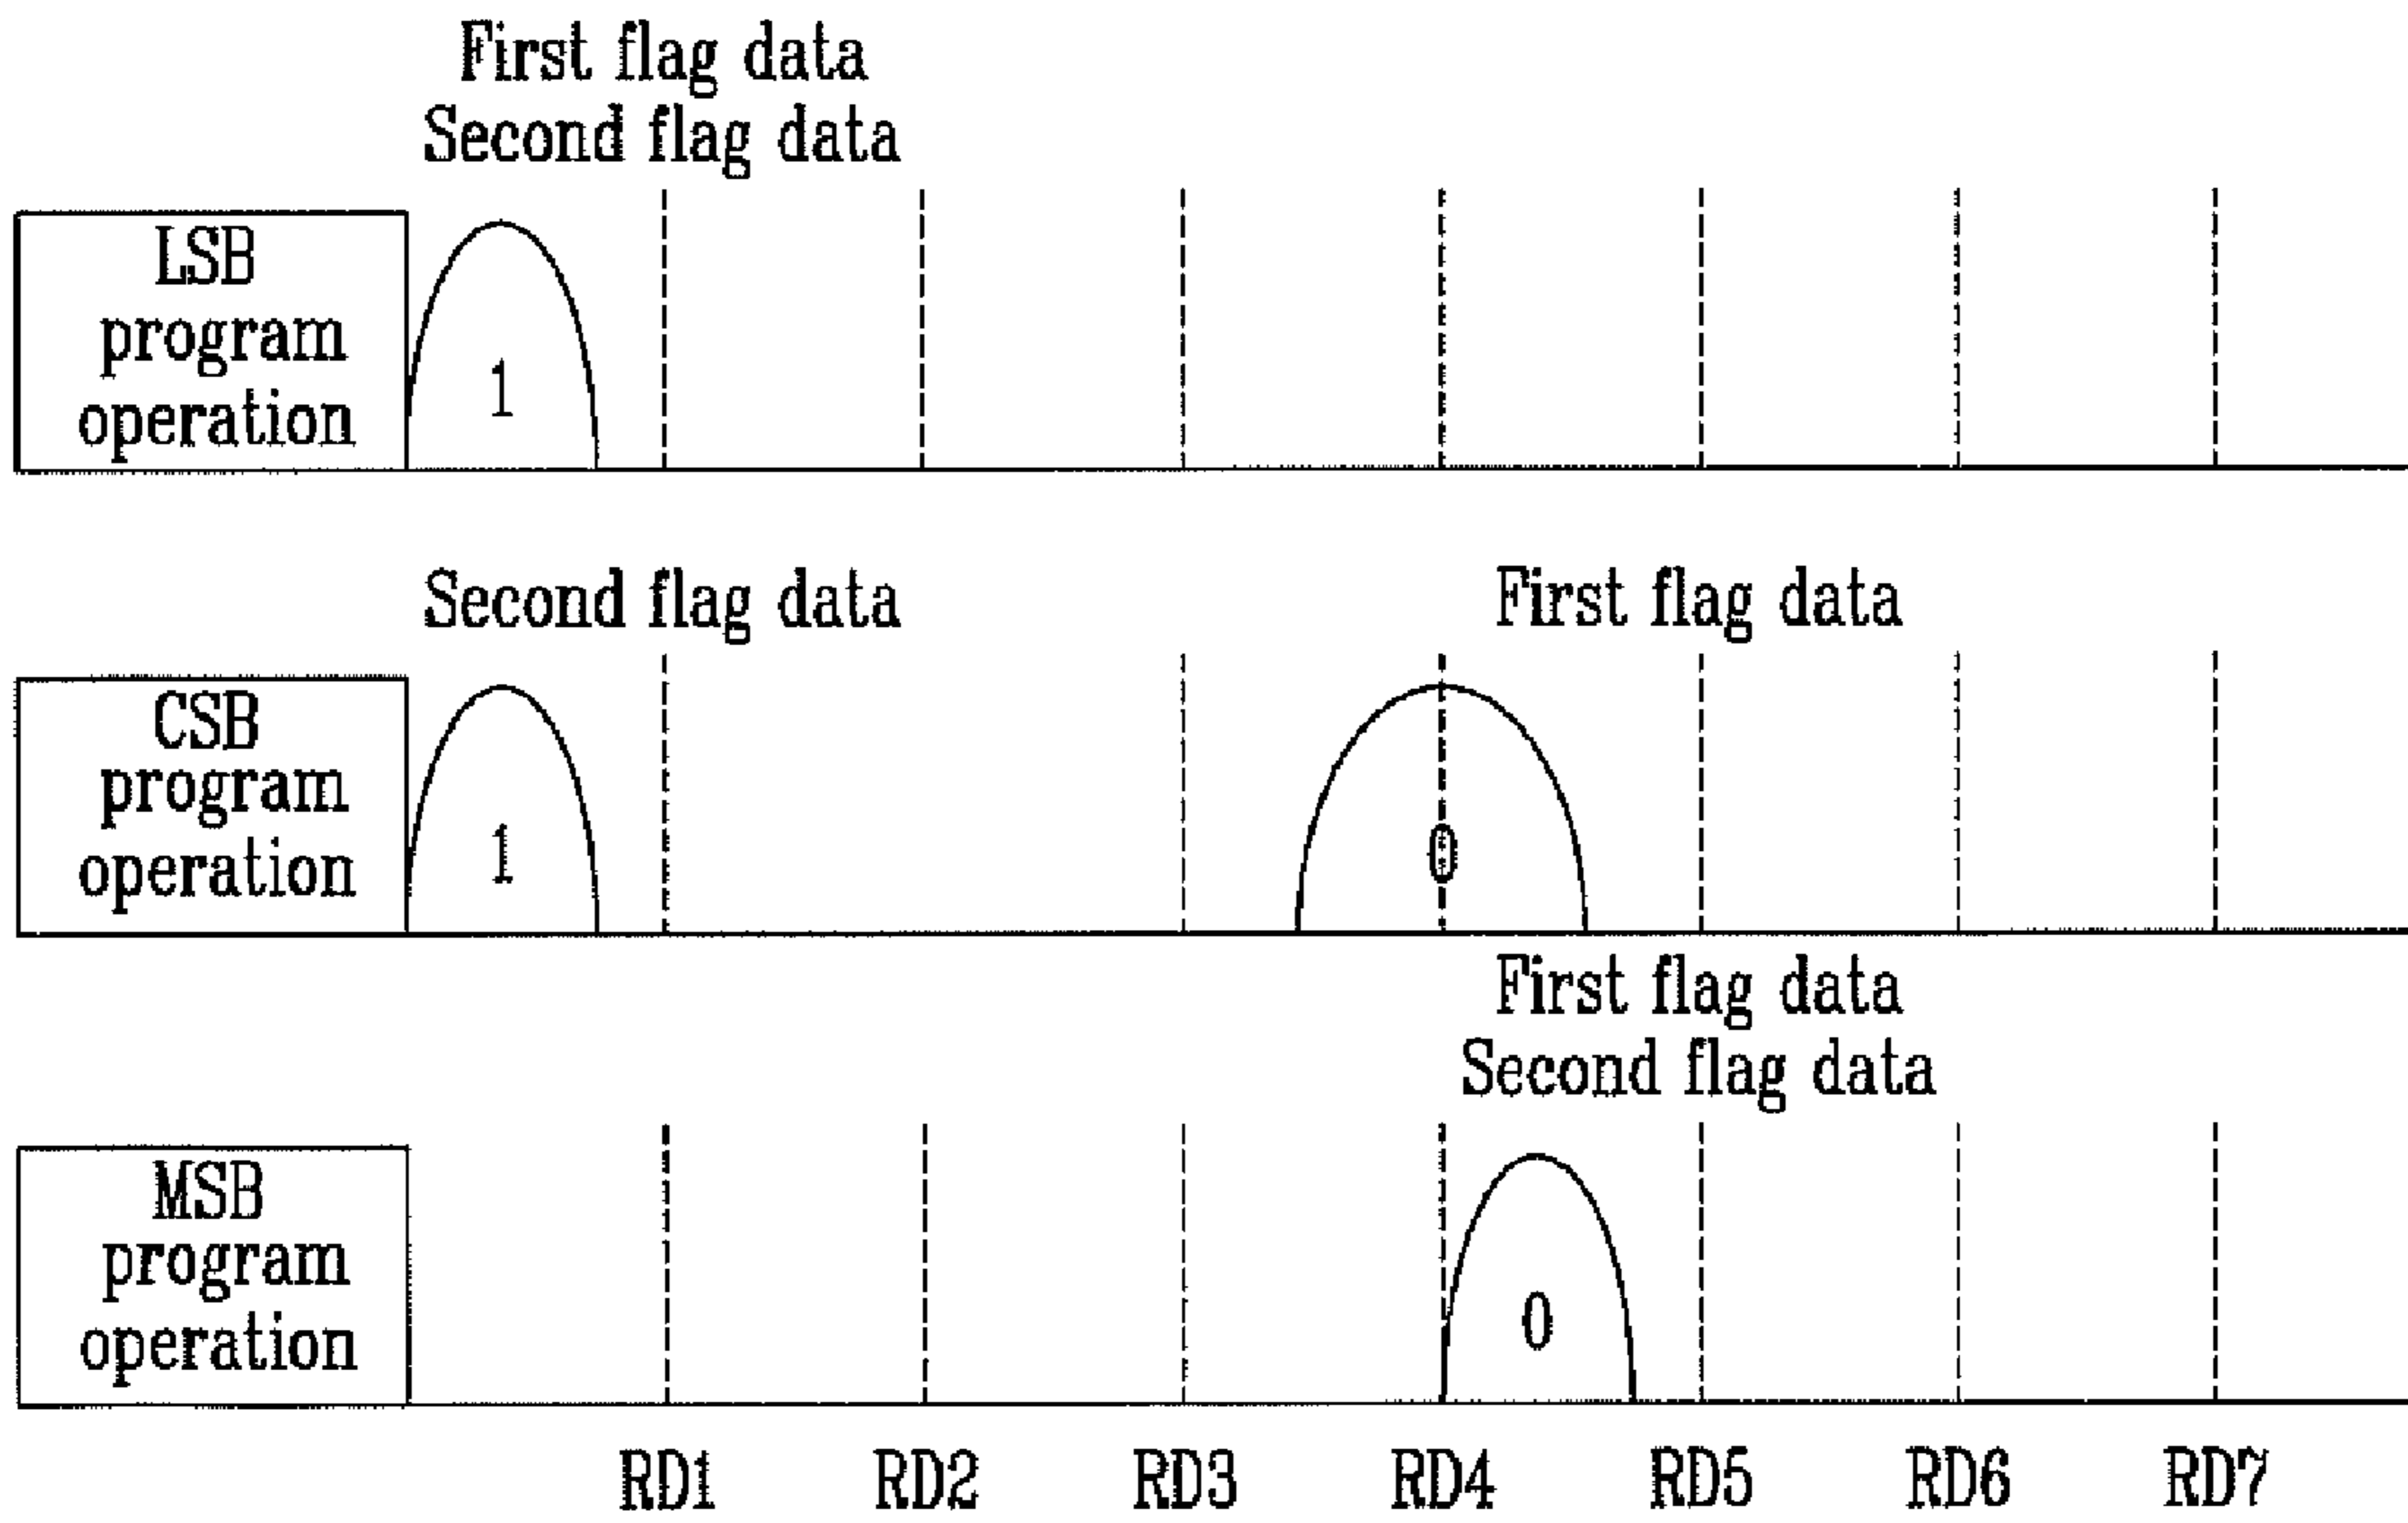 First flag data
Second flag data
LSB
program
operation
1
Second flag data
First flag data
CSB
program
operation
1
0
First flag data
Second flag data
MSB
program
operation
0
RD1 RD2 RD3 RD4 RD5 RD6 RD7